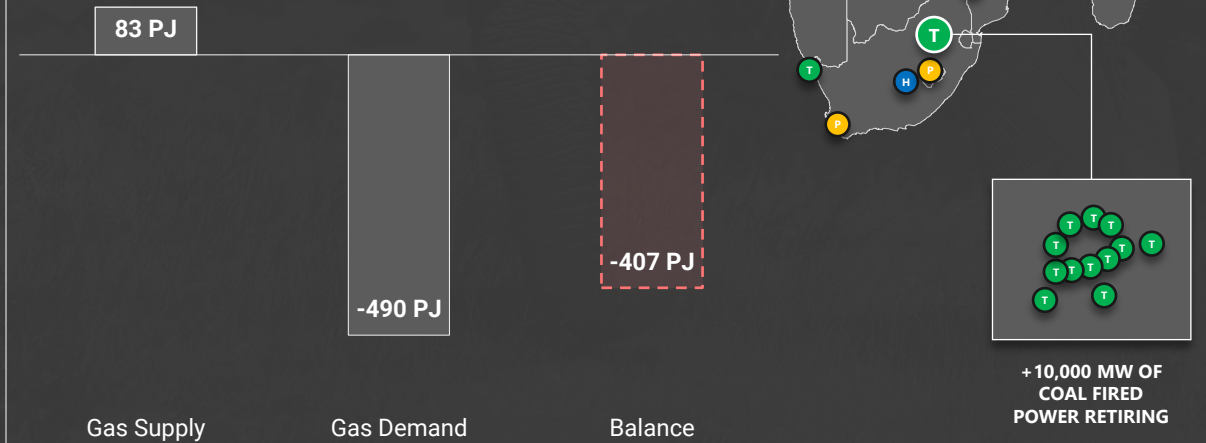 83 PJ
-490 PJ
-407 PJ
Gas Supply
Gas Demand
Balance
T
T
P
H
P
T
T
T
T
T
T
T
T
T
T
T
T
T
+10,000 MW OF
COAL FIRED
POWER RETIRING